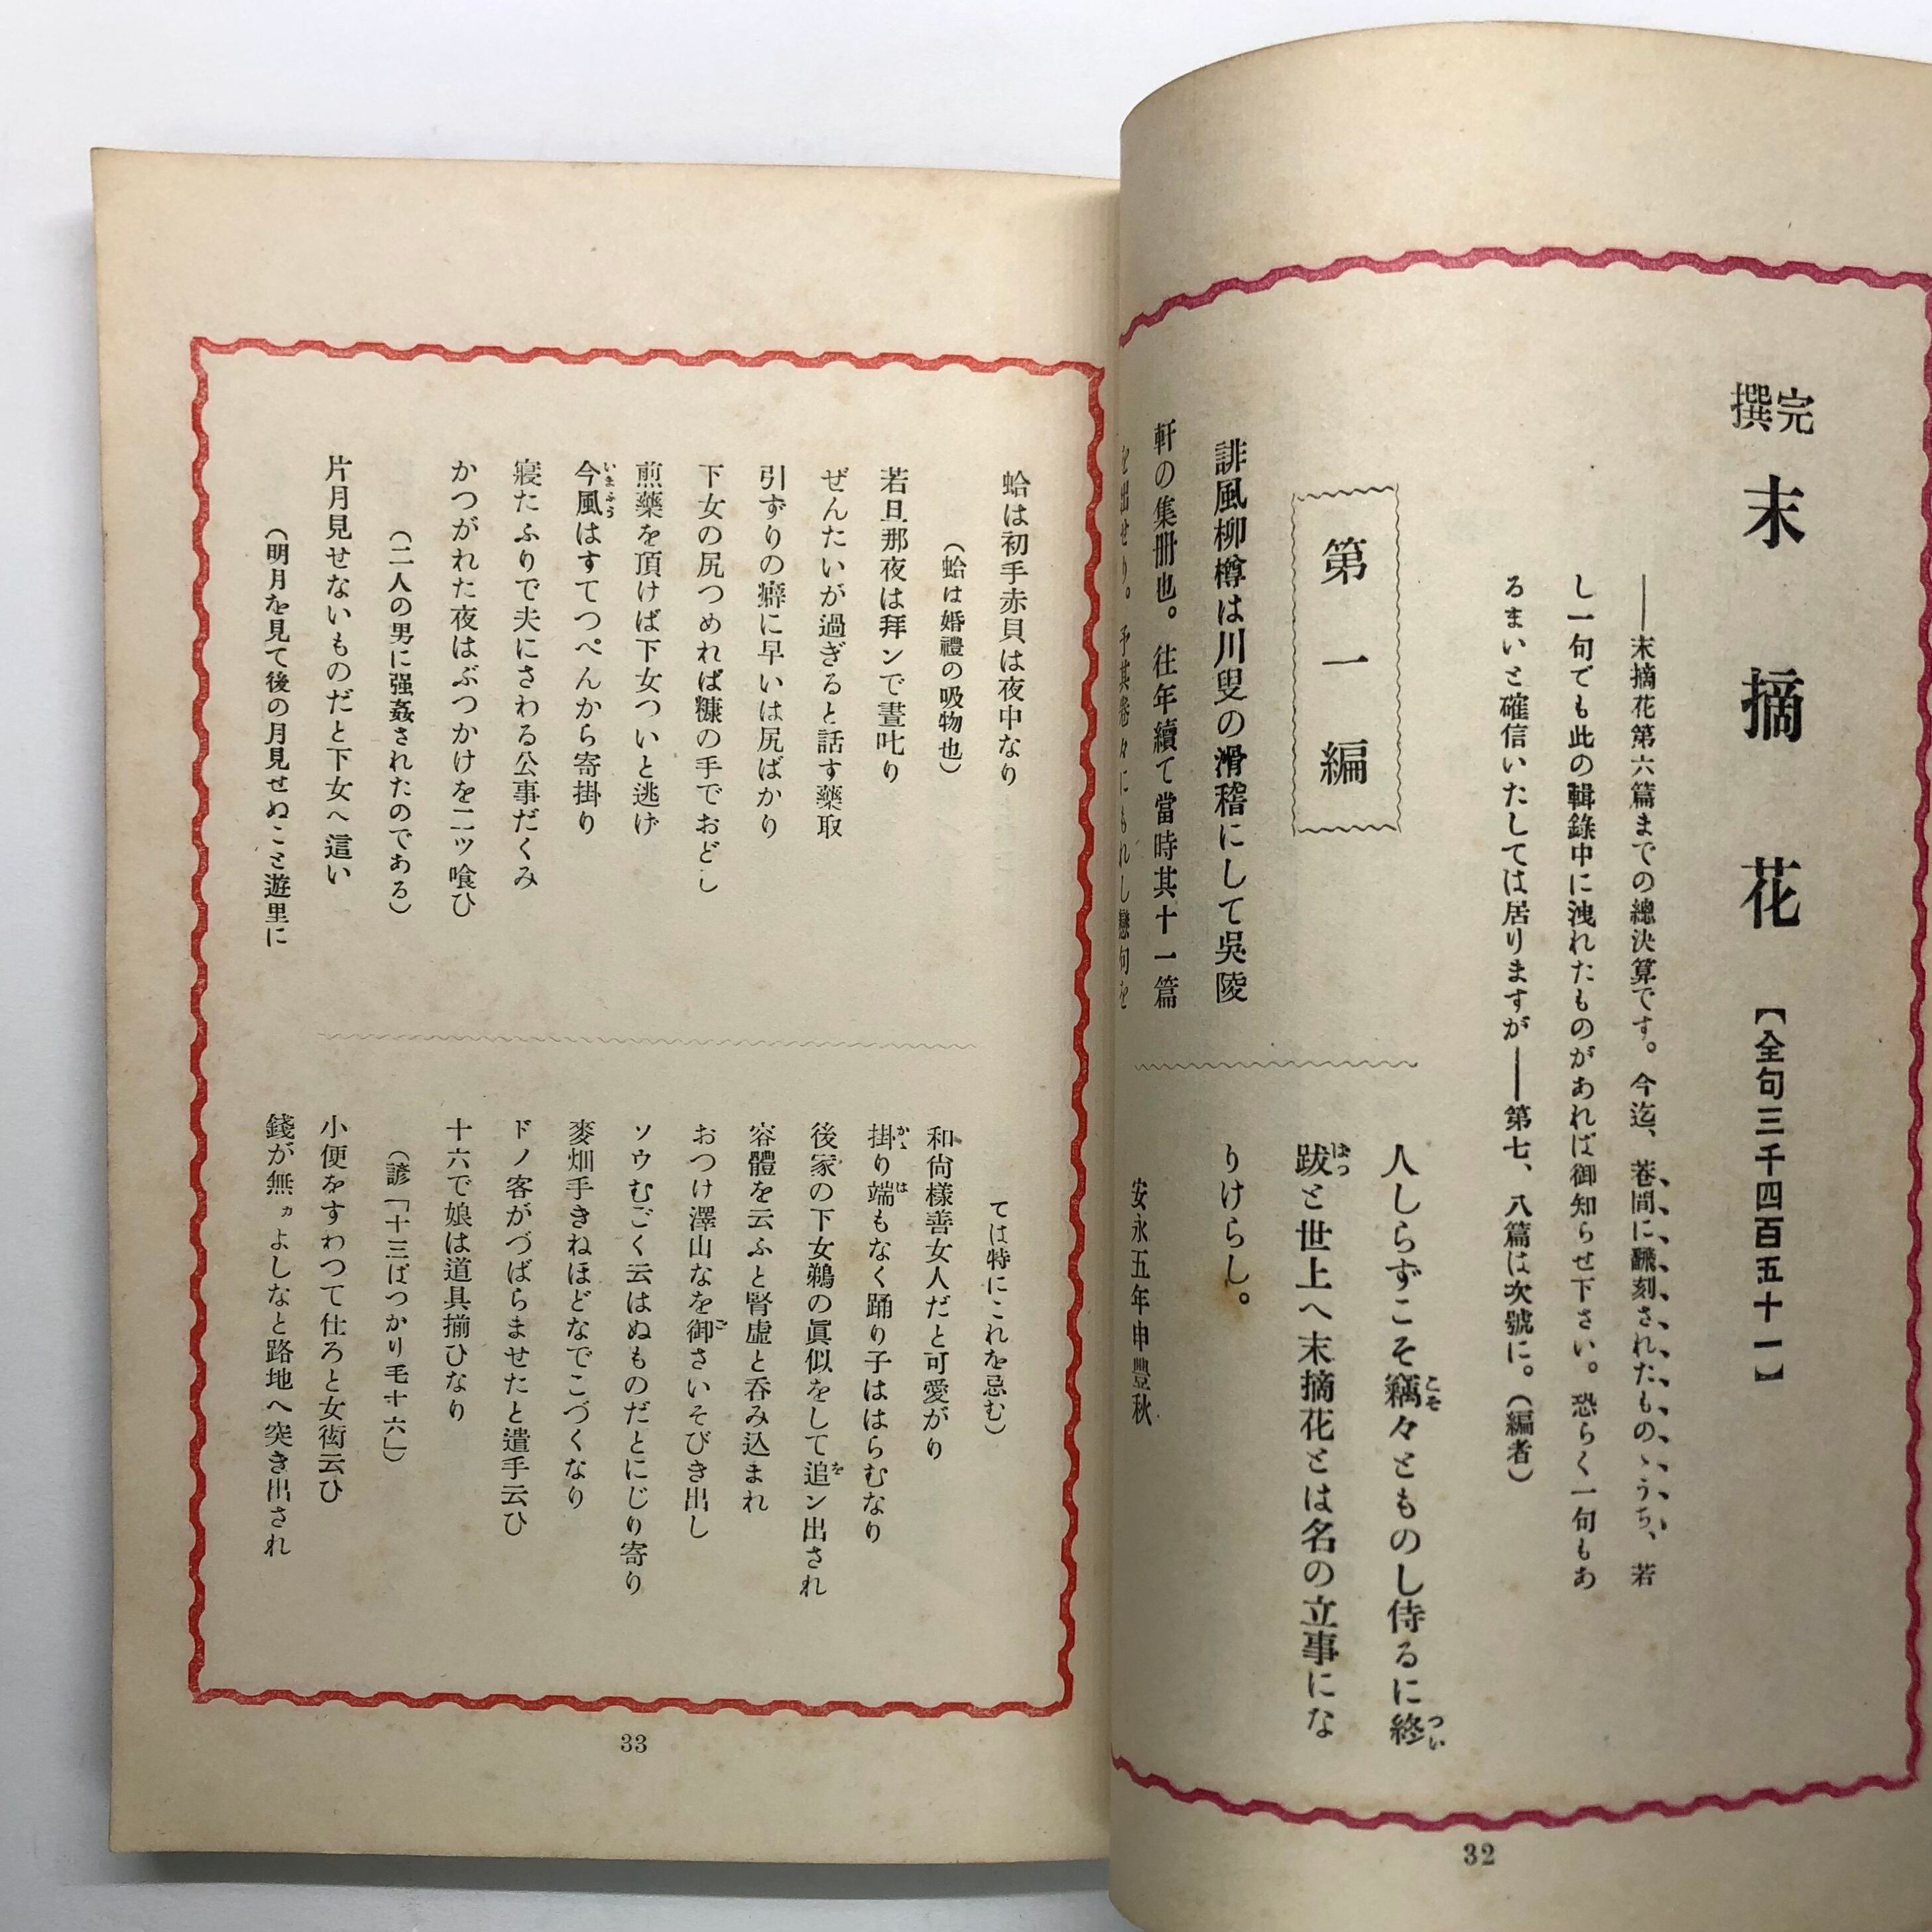 完撰 末摘花 【全句三千四百五十一】
――末摘花第六篇までの總決算です。今迄、巷間に飜刻されたものゝうち、若
し一句でも此の輯錄中に洩れたものがあれば御知らせ下さい。恐らく一句もあ
るまいと確信いたしては居りますが――第七、八篇は次號に。(編者)
第一編
誹風柳樽は川叟の滑稽にして吳陵
軒の集册也。往年續て當時其十一篇
を出せり。予其卷々にもれし戀句を
人しらずこそ竊々とものし侍るに終
こそ
つい
跋と世上へ末摘花とは名の立事にな
はつ
りけらし。
安永五年申豐秋
32
蛤は初手赤貝は夜中なり
(蛤は婚禮の吸物也)
若旦那夜は拜ンで晝叱り
ぜんたいが過ぎると話す藥取
引ずりの癖に早いは尻ばかり
下女の尻つめれば糠の手でおどし
煎藥を頂けば下女ついと逃げ
今風はすてつぺんから寄掛り
いまふう
寢たふりで夫にさわる公事だくみ
かつがれた夜はぶつかけを二ツ喰ひ
(二人の男に强姦されたのである)
片月見せないものだと下女へ這い
(明月を見て後の月見せぬこと遊里に
ては特にこれを忌む)
和尙樣善女人だと可愛がり
掛り端もなく踊り子ははらむなり
かゝ
は
後家の下女鵜の眞似をして追ン出され
を
容體を云ふと腎虛と呑み込まれ
おつけ澤山なを御さいそびき出し
ご
ソウむごく云はぬものだとにじり寄り
麥畑手きねほどなでこづくなり
ドノ客がづばらませたと遣手云ひ
十六で娘は道具揃ひなり
(諺「十三ぱつかり毛十六」)
小便をすわつて仕ろと女衒云ひ
錢が無ヵよしなと路地へ突き出され
33